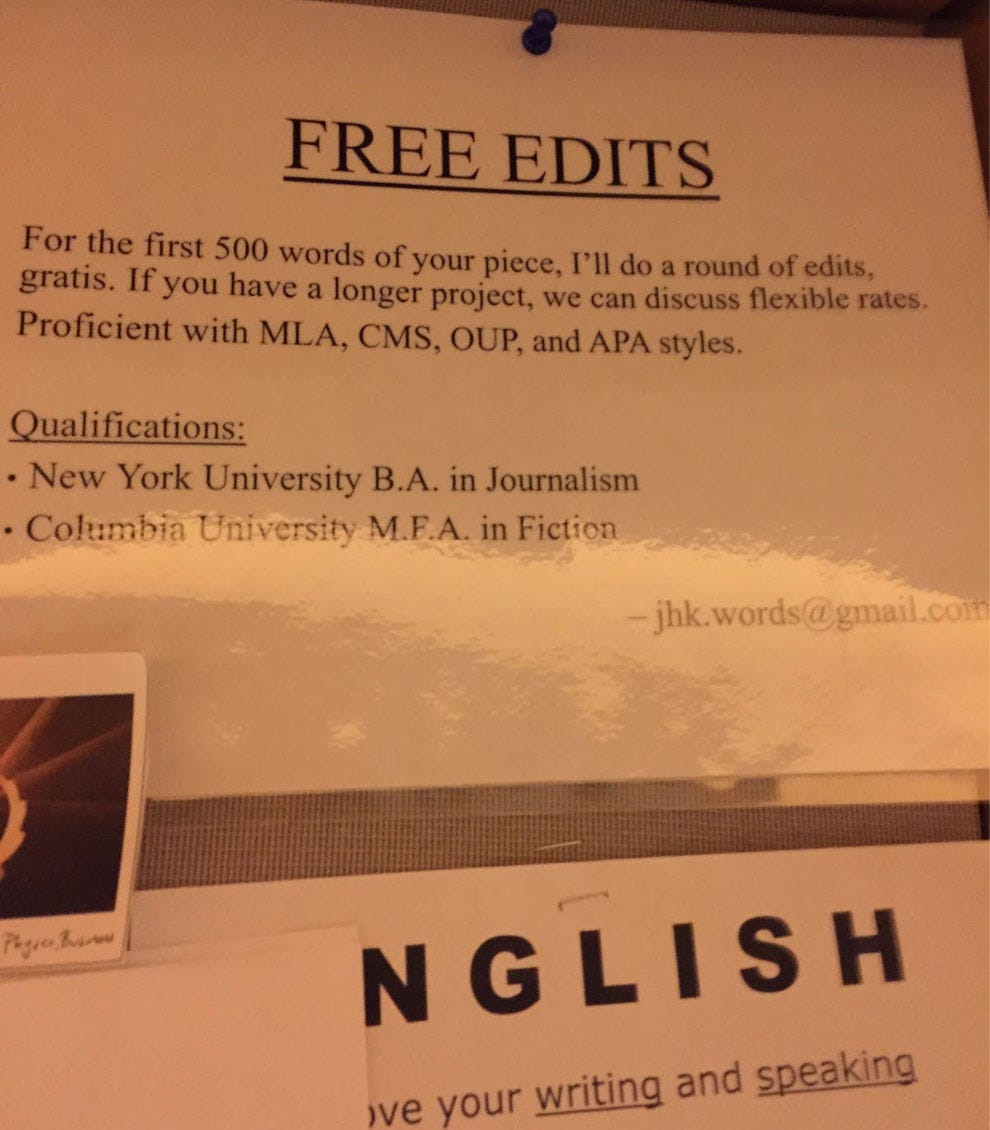 FREE EDITS
For the first 500 words of your piece, I'll do a round of edits,
gratis. If you have a longer project, we can discuss flexible rates.
Proficient with MLA, CMS, OUP, and APA styles.
Qualifications:
· New York University B.A. in Journalism
· Columbia University M.F.A. in Fiction
– jhk.words@gmail.com
NGLISH
ove your writing and speaking